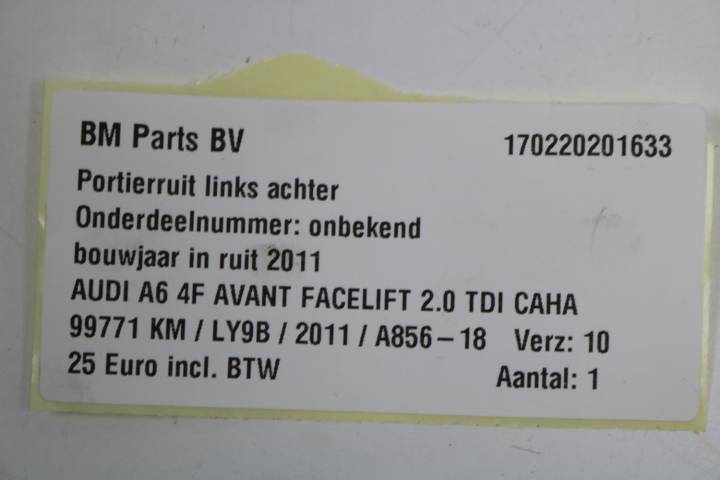 BM Parts BV 170220201633
Portierruit links achter
Onderdeelnummer: onbekend
bouwjaar in ruit 2011
AUDI A6 4F AVANT FACELIFT 2.0 TDI CAHA
99771 KM / LY9B / 2011 / A856-18 Verz: 10
25 Euro incl. BTW Aantal: 1